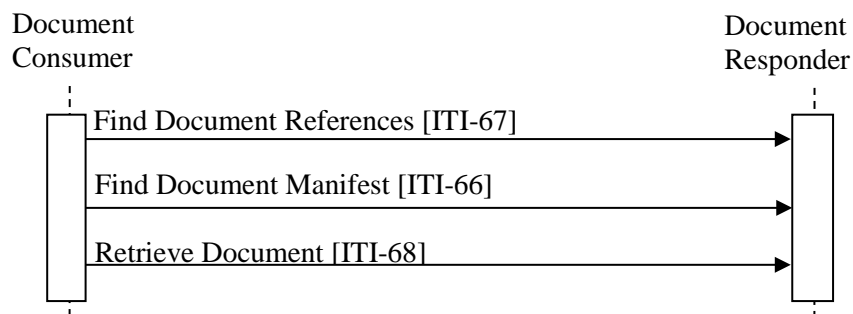 Document
Consumer
Document
Responder
Find Document References [ITI-67]
Find Document Manifest [ITI-66]
Retrieve Document [ITI-68]